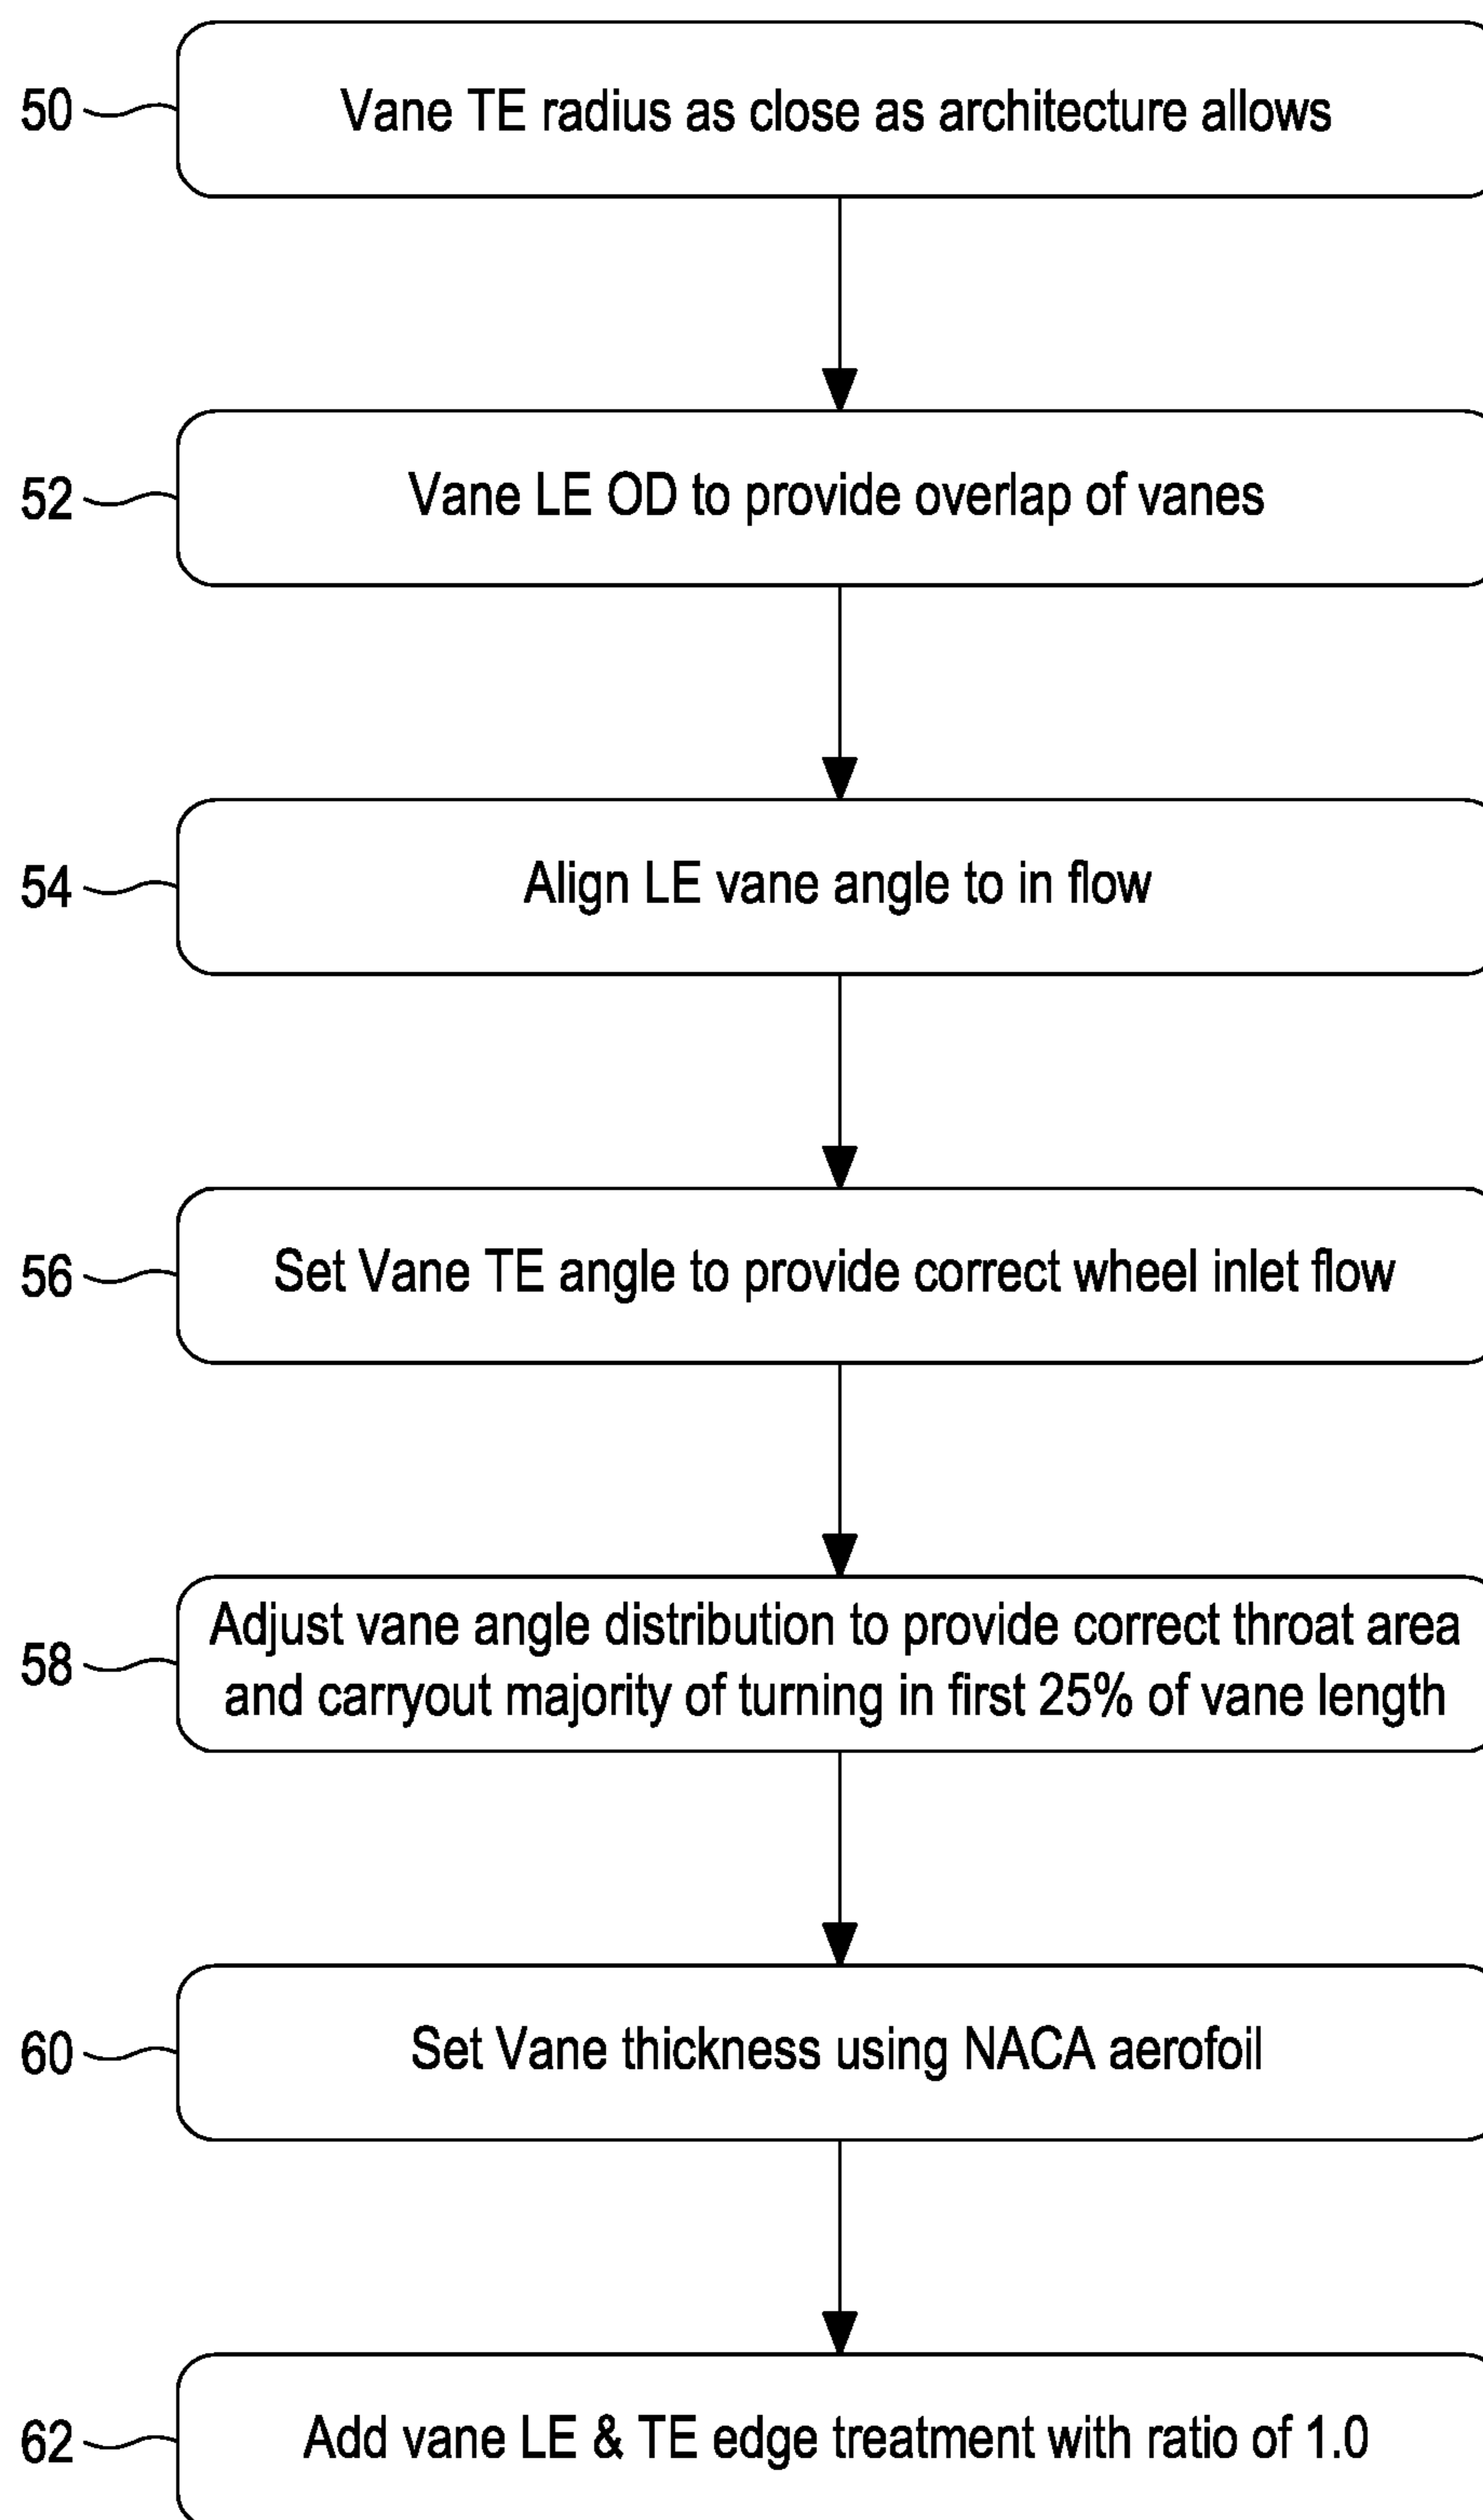 50
Vane TE radius as close as architecture allows
52
Vane LE OD to provide overlap of vanes
54
Align LE vane angle to in flow
56
Set Vane TE angle to provide correct wheel inlet flow
58
Adjust vane angle distribution to provide correct throat area
and carryout majority of turning in first 25% of vane length
60
Set Vane thickness using NACA aerofoil
62
Add vane LE & TE edge treatment with ratio of 1.0